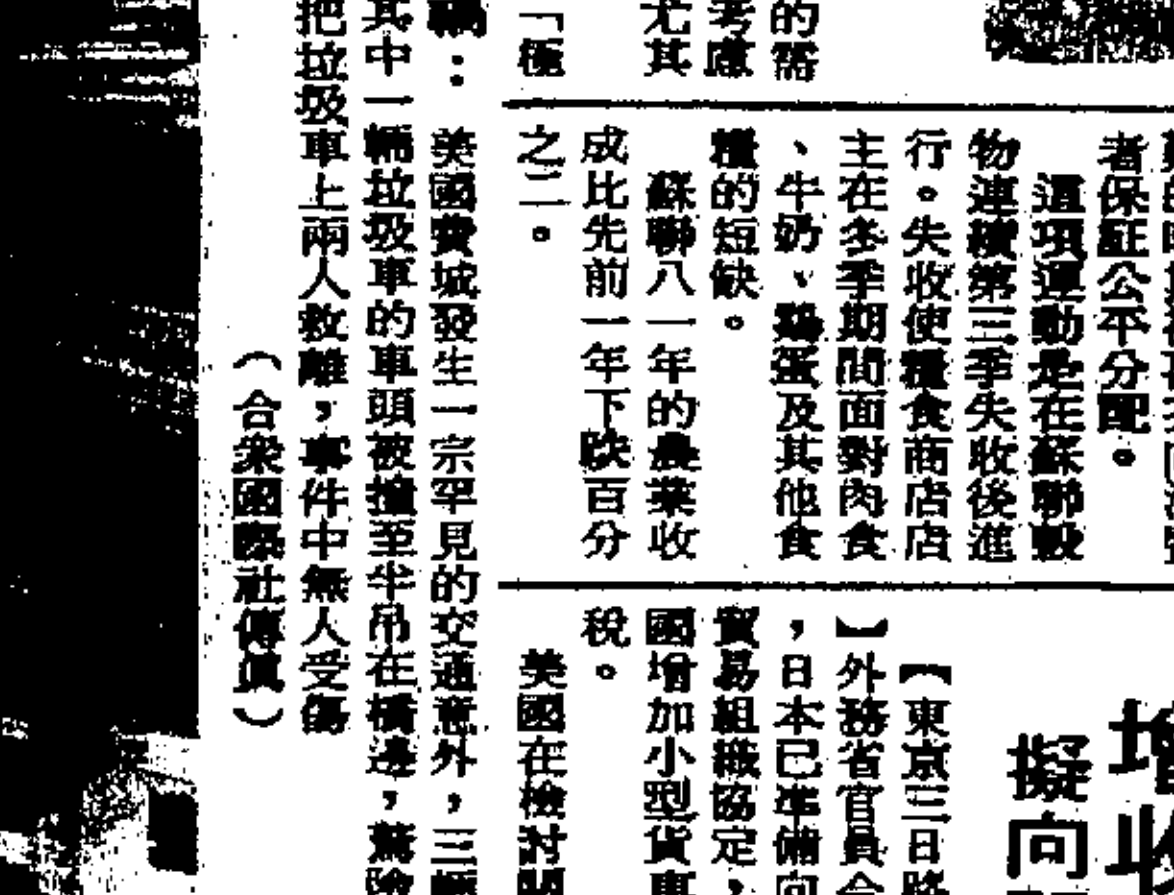 的需
考慮
尤其
「極
者保証公平分配。
這項運動是在蘇聯穀
物連續第三季失收後進
行。失收使糧食商店店
主在冬季期間面對肉食
、牛奶、鷄蛋及其他食
糧的短缺。
蘇聯八一年的農業收
成比先前一年下跌百分
之二。
增收
擬向
【東京三日路
】外務省官員今
，日本已準備向
貿易組織協定，
國增加小型貨車
稅。
美國在檢討關
禍：美國費城發生一宗罕見的交通意外，三輛
其中一輛垃圾車的車頭被撞至半吊在橋邊，驚險
把垃圾車上兩人救離，事件中無人受傷
（合衆國際社傳真）